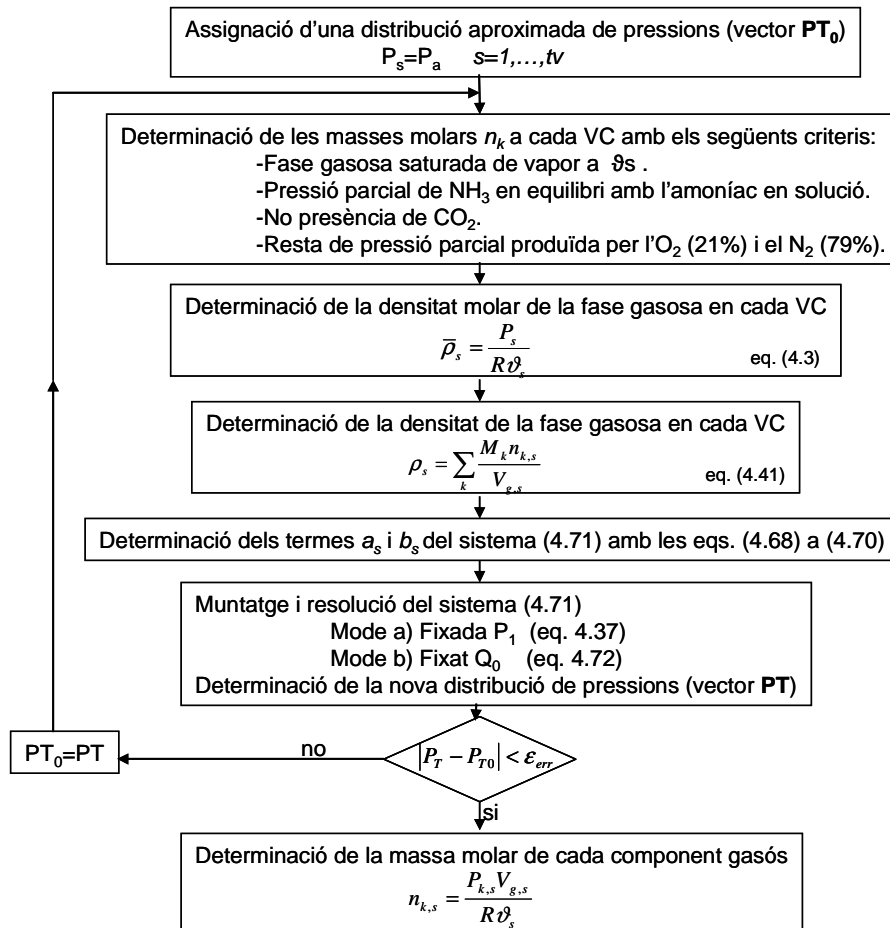 Assignació d'una distribució aproximada de pressions (vector PT₀)
Pₛ=Pₐ s=1,…,tv
Determinació de les masses molars nₖ a cada VC amb els següents criteris:
-Fase gasosa saturada de vapor a ϑs .
-Pressió parcial de NH₃ en equilibri amb l'amoníac en solució.
-No presència de CO₂.
-Resta de pressió parcial produïda per l'O₂ (21%) i el N₂ (79%).
Determinació de la densitat molar de la fase gasosa en cada VC
ρ̅ₛ = Pₛ / Rϑₛ eq. (4.3)
Determinació de la densitat de la fase gasosa en cada VC
ρₛ = ∑ₖ Mₖ nₖ,ₛ / V_g,ₛ eq. (4.41)
Determinació dels termes aₛ i bₛ del sistema (4.71) amb les eqs. (4.68) a (4.70)
Muntatge i resolució del sistema (4.71)
Mode a) Fixada P₁ (eq. 4.37)
Mode b) Fixat Q₀ (eq. 4.72)
Determinació de la nova distribució de pressions (vector PT)
PT₀=PT
no
|P_T − P_T0| < ε_err
si
Determinació de la massa molar de cada component gasós
nₖ,ₛ = Pₖ,ₛ V_g,ₛ / Rϑₛ